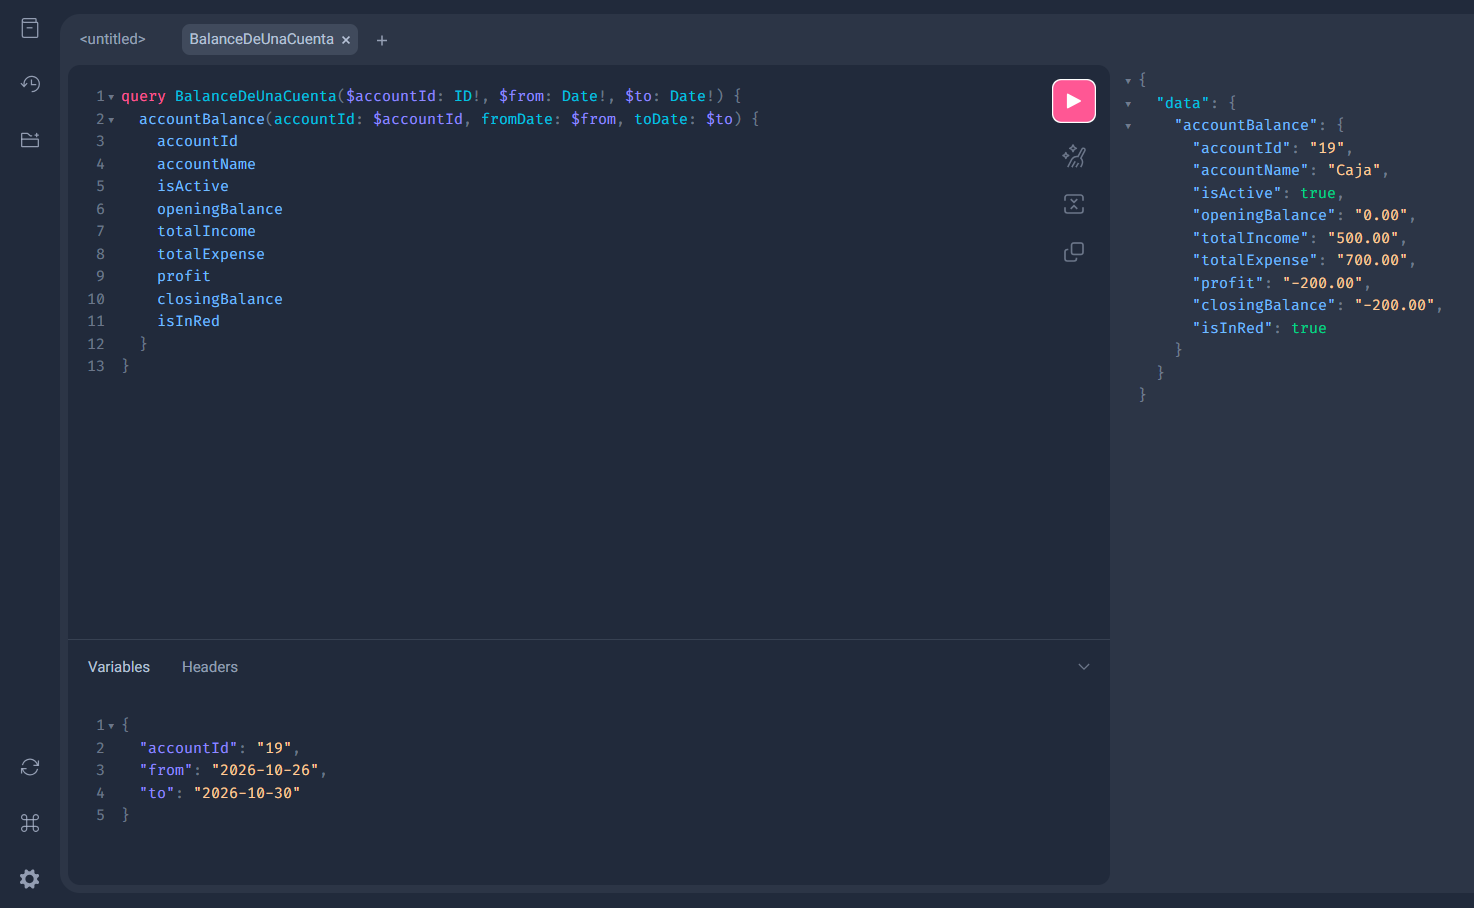 <untitled>
BalanceDeUnaCuenta × +
1 query BalanceDeUnaCuenta($accountId: ID!, $from: Date!, $to: Date!) {
2 accountBalance(accountId: $accountId, fromDate: $from, toDate: $to) {
3 accountId
4 accountName
5 isActive
6 openingBalance
7 totalIncome
8 totalExpense
9 profit
10 closingBalance
11 isInRed
12 }
13 }
Variables Headers
1 {
2 "accountId": "19",
3 "from": "2026-10-26",
4 "to": "2026-10-30"
5 }
{
"data": {
"accountBalance": {
"accountId": "19",
"accountName": "Caja",
"isActive": true,
"openingBalance": "0.00",
"totalIncome": "500.00",
"totalExpense": "700.00",
"profit": "-200.00",
"closingBalance": "-200.00",
"isInRed": true
}
}
}